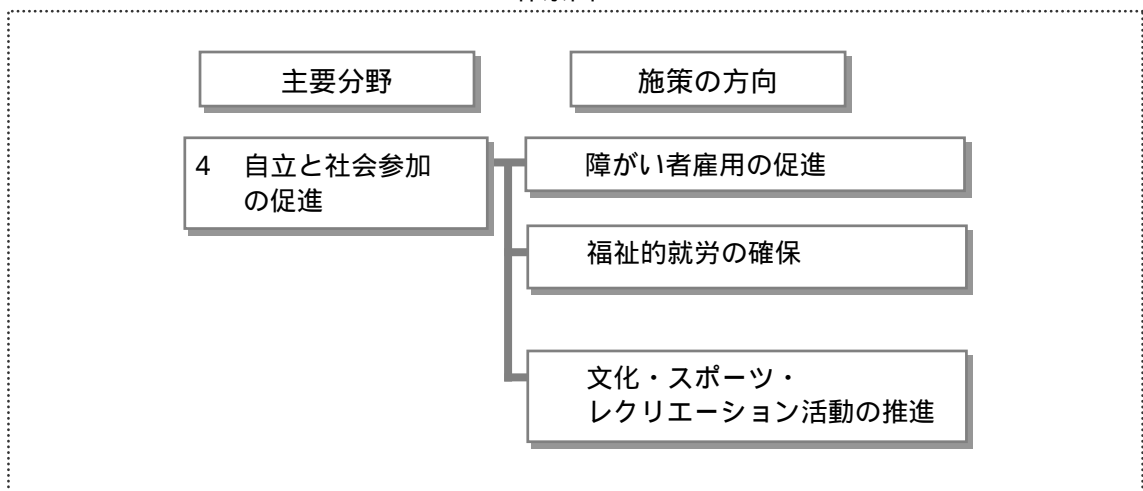 主要分野
施策の方向
4 自立と社会参加
の促進
障がい者雇用の促進
福祉的就労の確保
文化・スポーツ・
レクリエーション活動の推進